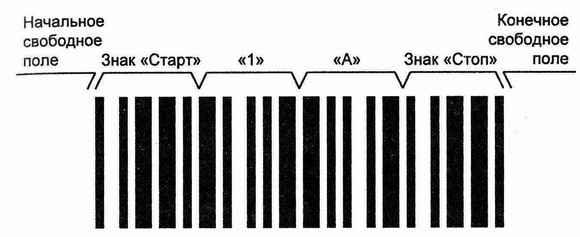 Начальное
свободное
поле
Знак «Старт»
«1»
«А»
Знак «Стоп»
Конечное
свободное
поле